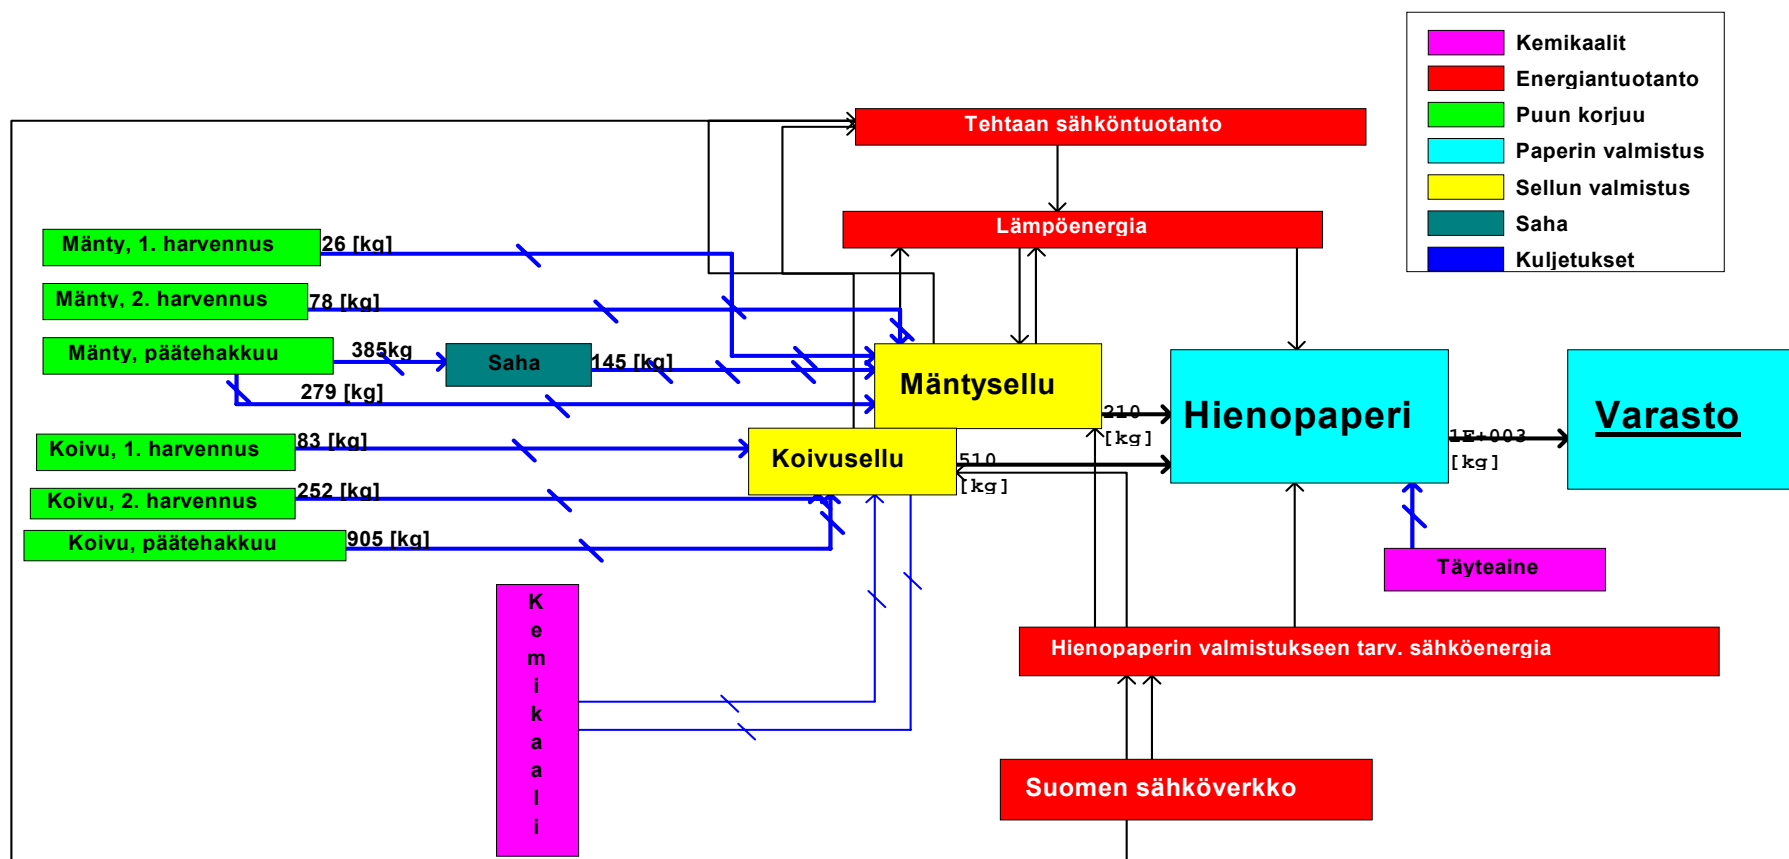 Kemikaalit
Energiantuotanto
Puun korjuu
Paperin valmistus
Sellun valmistus
Saha
Kuljetukset
Tehtaan sähköntuotanto
Lämpöenergia
Mänty, 1. harvennus
26 [kg]
Mänty, 2. harvennus
78 [kg]
Mänty, päätehakkuu
385kg
Saha
145 [kg]
279 [kg]
Mäntysellu
210
[kg]
Hienopaperi
1E+003
[kg]
Varasto
Koivu, 1. harvennus
83 [kg]
Koivusellu
510
[kg]
Koivu, 2. harvennus
252 [kg]
Koivu, päätehakkuu
905 [kg]
Täyteaine
K
e
m
i
k
a
a
l
i
Hienopaperin valmistukseen tarv. sähköenergia
Suomen sähköverkko